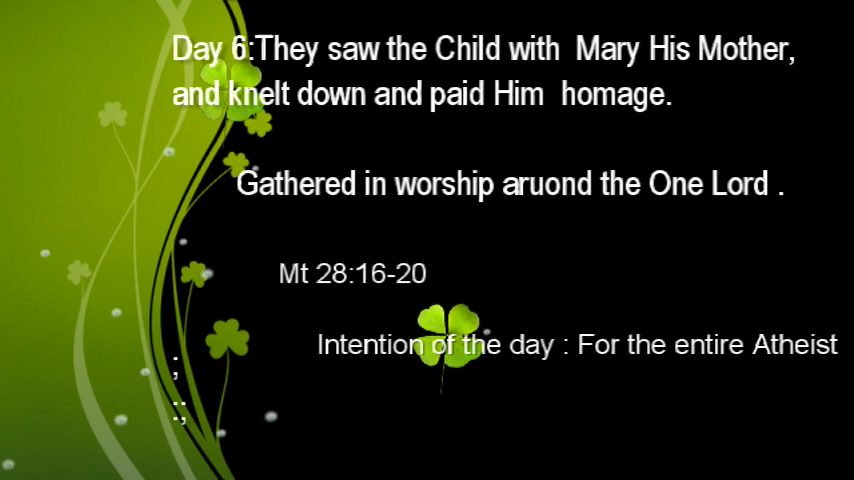 Day 6:They saw the Child with Mary His Mother,
and knelt down and paid Him homage.
Gathered in worship aruond the One Lord .
Mt 28:16-20
Intention of the day : For the entire Atheist
.
;
.
;;